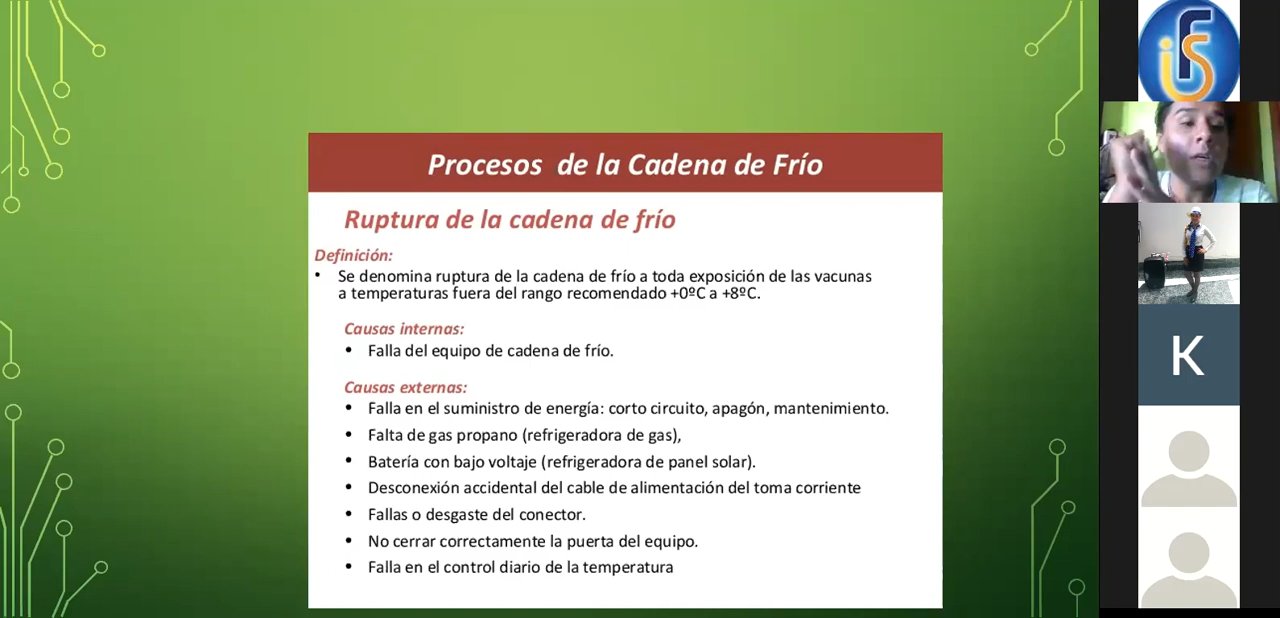 Procesos de la Cadena de Frío
Ruptura de la cadena de frío
Definición:
• Se denomina ruptura de la cadena de frío a toda exposición de las vacunas
a temperaturas fuera del rango recomendado +0ºC a +8ºC.
Causas internas:
• Falla del equipo de cadena de frío.
Causas externas:
• Falla en el suministro de energía: corto circuito, apagón, mantenimiento.
• Falta de gas propano (refrigeradora de gas),
• Batería con bajo voltaje (refrigeradora de panel solar).
• Desconexión accidental del cable de alimentación del toma corriente
• Fallas o desgaste del conector.
• No cerrar correctamente la puerta del equipo.
• Falla en el control diario de la temperatura
iFS
K